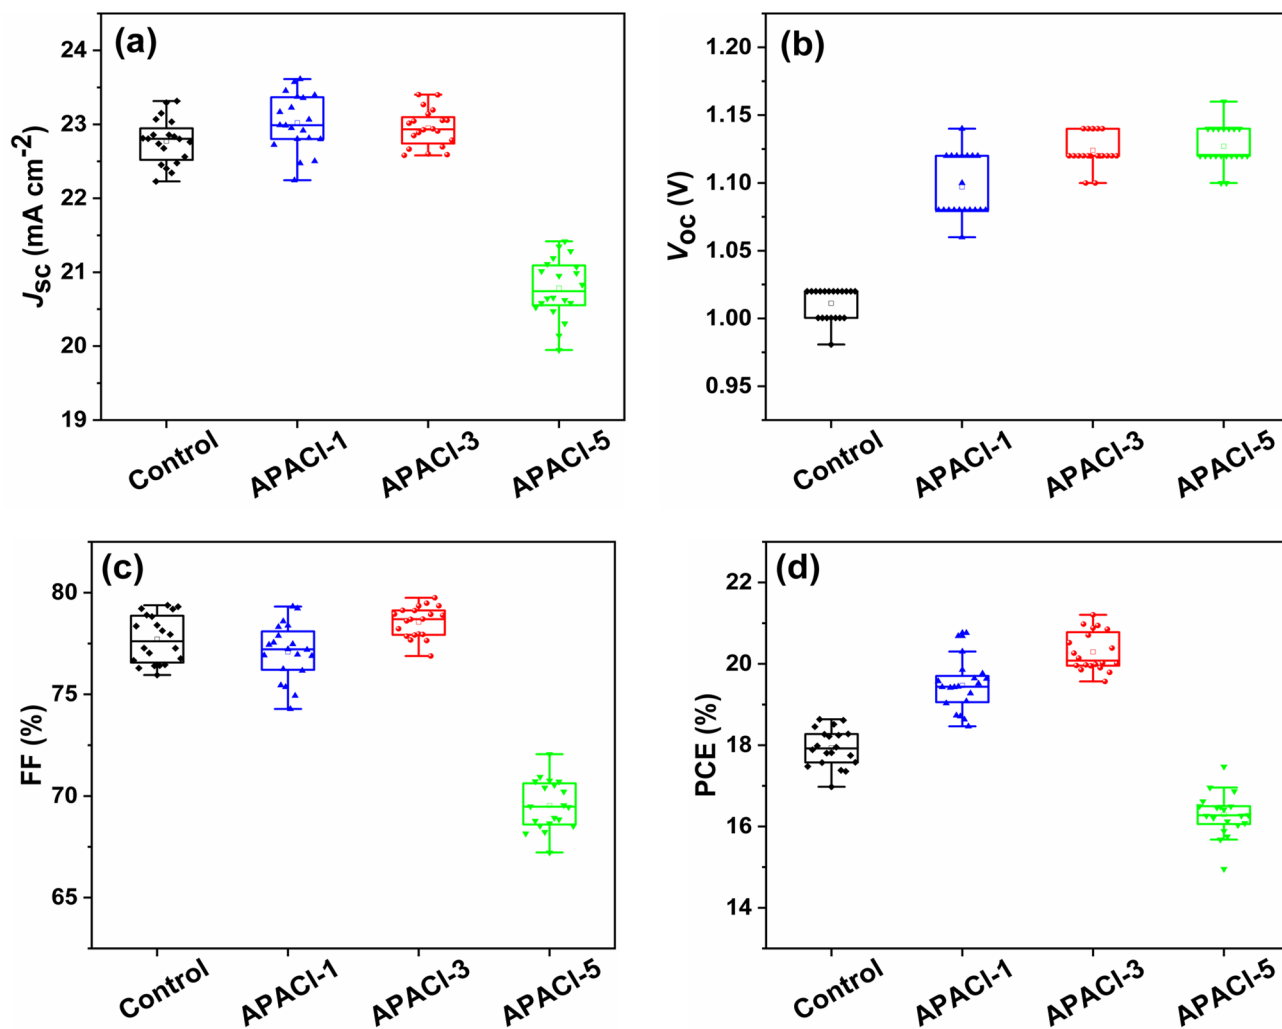 (a)
24
23
22
21
20
19
Jsc (mA cm-2)
Control
APACl-1
APACl-3
APACl-5
(b)
1.20
1.15
1.10
1.05
1.00
0.95
Voc (V)
Control
APACl-1
APACl-3
APACl-5
(c)
80
75
70
65
FF (%)
Control
APACl-1
APACl-3
APACl-5
(d)
22
20
18
16
14
PCE (%)
Control
APACl-1
APACl-3
APACl-5